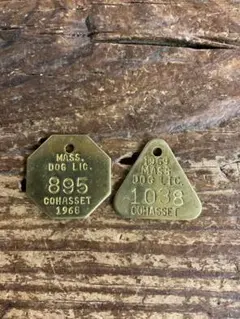 MASS.
DOG LIC.
895
COHASSET
1968
1969
MASS.
DOG LIC.
1038
COHASSET